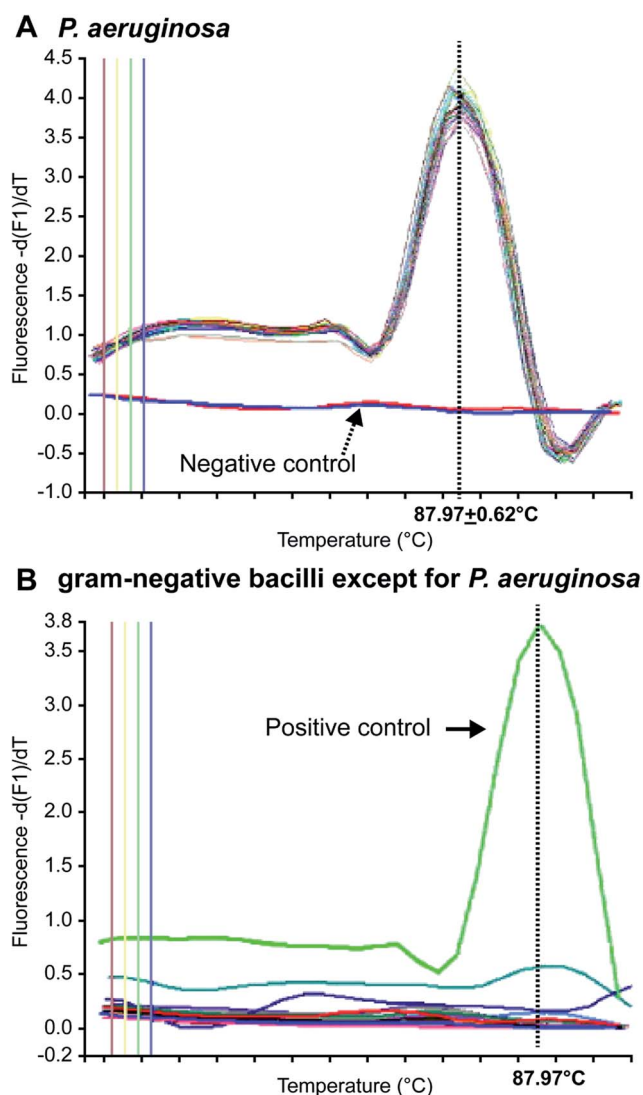 A P. aeruginosa
4.5
4.0
3.5
3.0
2.5
2.0
1.5
1.0
0.5
0.0
-0.5
-1.0
Fluorescence -d(F1)/dT
Negative control
87.97±0.62°C
Temperature (°C)
B gram-negative bacilli except for P. aeruginosa
3.8
3.5
3.0
2.5
2.0
1.5
1.0
0.5
0.0
-0.2
Fluorescence -d(F1)/dT
Positive control
87.97°C
Temperature (°C)